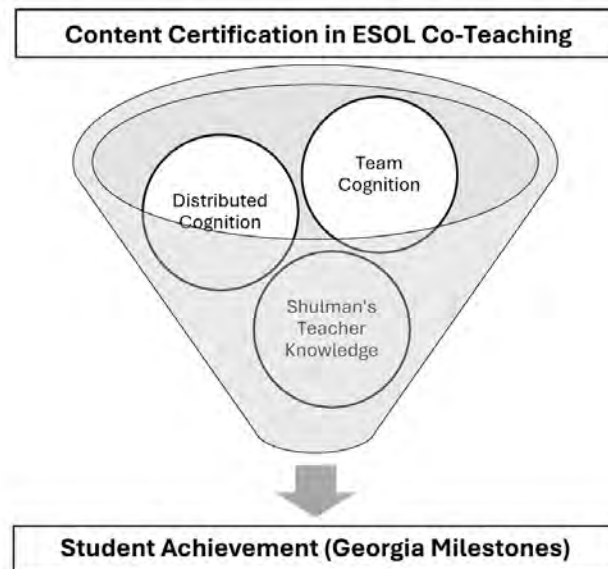 Content Certification in ESOL Co-Teaching
Team
Cognition
Distributed
Cognition
Shulman's
Teacher
Knowledge
Student Achievement (Georgia Milestones)